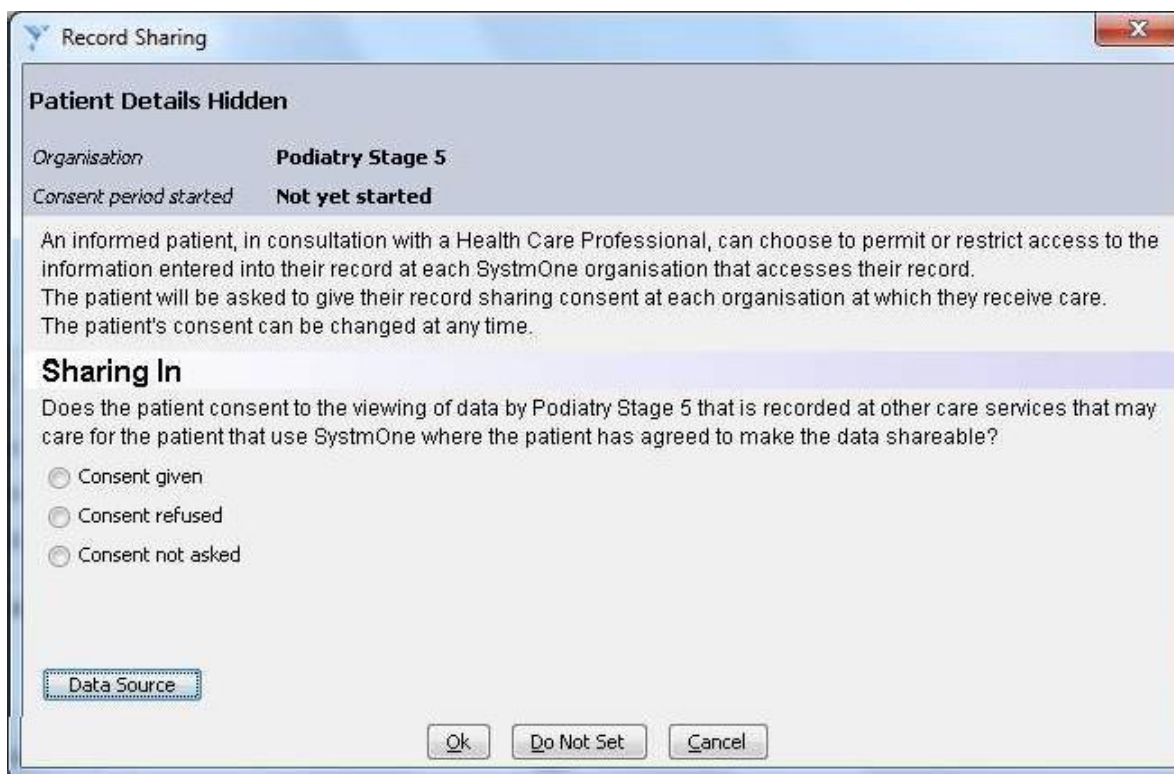 Record Sharing
Patient Details Hidden
Organisation Podiatry Stage 5
Consent period started Not yet started
An informed patient, in consultation with a Health Care Professional, can choose to permit or restrict access to the
information entered into their record at each SystmOne organisation that accesses their record.
The patient will be asked to give their record sharing consent at each organisation at which they receive care.
The patient's consent can be changed at any time.
Sharing In
Does the patient consent to the viewing of data by Podiatry Stage 5 that is recorded at other care services that may
care for the patient that use SystmOne where the patient has agreed to make the data shareable?
Consent given
Consent refused
Consent not asked
Data Source
Ok Do Not Set Cancel